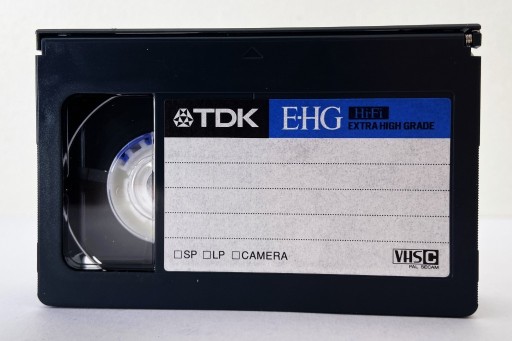 TDK E·HG Hi-Fi
EXTRA HIGH GRADE
SP LP CAMERA
VHS C
PAL SECAM